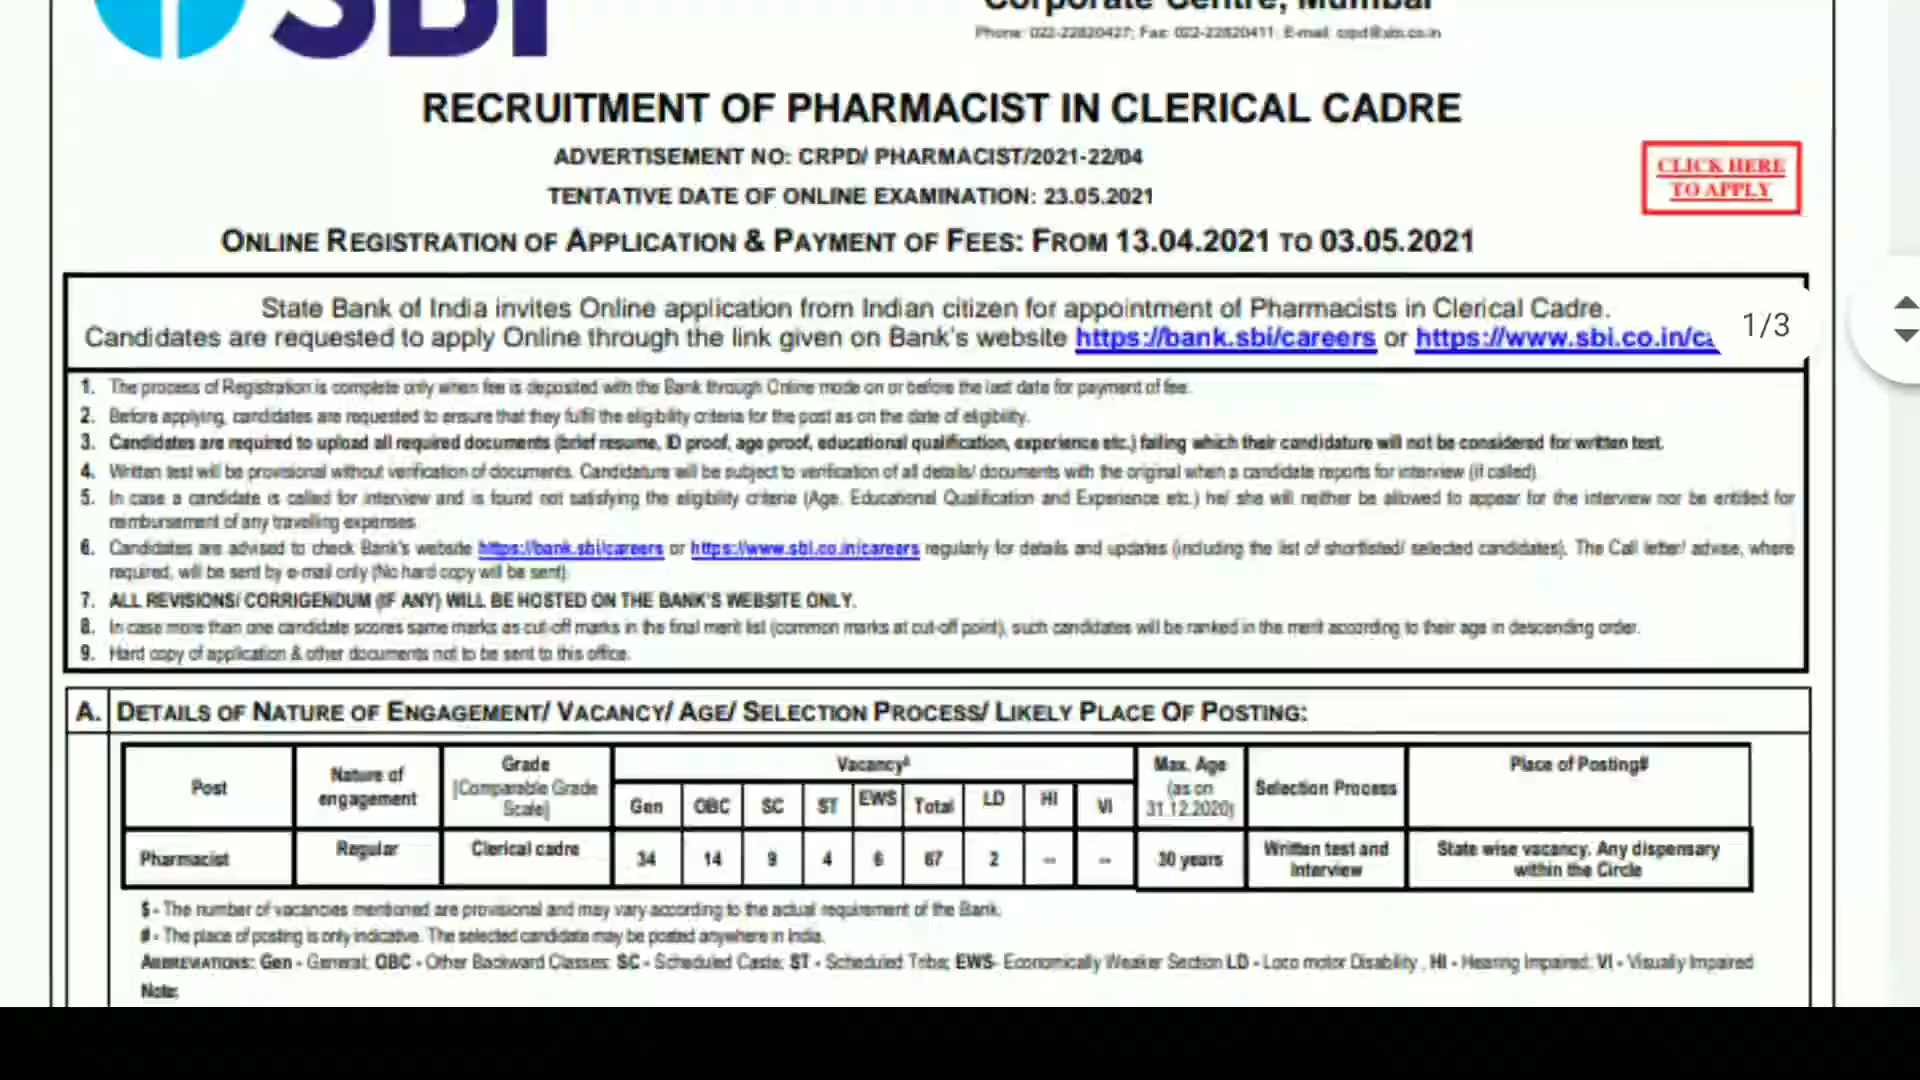 SBI
Corporate Centre, Mumbai
Phone: 022-22820427; Fax: 022-22820411; E-mail: crpd@sbi.co.in
RECRUITMENT OF PHARMACIST IN CLERICAL CADRE
ADVERTISEMENT NO: CRPD/ PHARMACIST/2021-22/04
CLICK HERE
TO APPLY
TENTATIVE DATE OF ONLINE EXAMINATION: 23.05.2021
ONLINE REGISTRATION OF APPLICATION & PAYMENT OF FEES: FROM 13.04.2021 TO 03.05.2021
State Bank of India invites Online application from Indian citizen for appointment of Pharmacists in Clerical Cadre.
Candidates are requested to apply Online through the link given on Bank's website https://bank.sbi/careers or https://www.sbi.co.in/ca
1/3
1. The process of Registration is complete only when fee is deposited with the Bank through Online mode on or before the last date for payment of fee.
2. Before applying, candidates are requested to ensure that they fulfil the eligibility criteria for the post as on the date of eligibility.
3. Candidates are required to upload all required documents (brief resume, ID proof, age proof, educational qualification, experience etc.) failing which their candidature will not be considered for written test.
4. Written test will be provisional without verification of documents. Candidature will be subject to verification of all details/ documents with the original when a candidate reports for interview (if called).
5. In case a candidate is called for interview and is found not satisfying the eligibility criteria (Age, Educational Qualification and Experience etc.) he/ she will neither be allowed to appear for the interview nor be entitled for
reimbursement of any travelling expenses.
6. Candidates are advised to check Bank's website https://bank.sbi/careers or https://www.sbi.co.in/careers regularly for details and updates (including the list of shortlisted/ selected candidates). The Call letter/ advise, where
required, will be sent by e-mail only (No hard copy will be sent).
7. ALL REVISIONS/ CORRIGENDUM (IF ANY) WILL BE HOSTED ON THE BANK'S WEBSITE ONLY.
8. In case more than one candidate scores same marks as cut-off marks in the final merit list (common marks at cut-off point), such candidates will be ranked in the merit according to their age in descending order.
9. Hard copy of application & other documents not to be sent to this office.
A. DETAILS OF NATURE OF ENGAGEMENT/ VACANCY/ AGE/ SELECTION PROCESS/ LIKELY PLACE OF POSTING:
Post Nature of engagement Grade [Comparable Grade Scale] Vacancy$ Max. Age (as on 31.12.2020) Selection Process Place of Posting#
Gen OBC SC ST EWS Total LD HI VI
Pharmacist Regular Clerical cadre 34 14 9 4 6 67 2 -- -- 30 years Written test and Interview State wise vacancy. Any dispensary within the Circle
$ - The number of vacancies mentioned are provisional and may vary according to the actual requirement of the Bank.
# - The place of posting is only indicative. The selected candidate may be posted anywhere in India.
ABBREVIATIONS: Gen - General; OBC - Other Backward Classes; SC - Scheduled Caste; ST - Scheduled Tribe; EWS- Economically Weaker Section LD - Loco motor Disability , HI - Hearing Impaired; VI - Visually Impaired
Note: